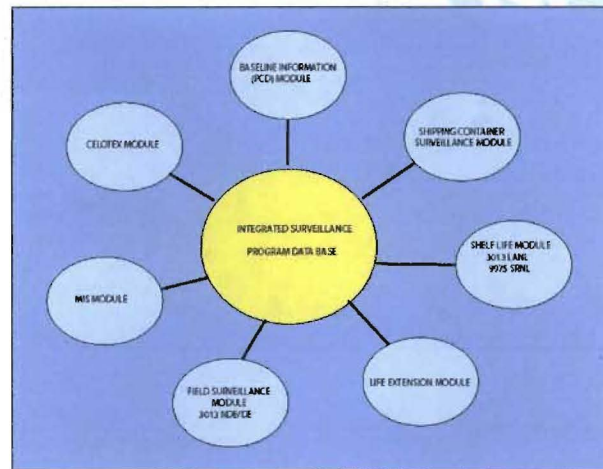 BASELINE INFORMATION
(PCD) MODULE
CELOTEX MODULE
SHIPPING CONTAINER
SURVEILLANCE MODULE
INTEGRATED SURVEILLANCE
PROGRAM DATA BASE
SHELF LIFE MODULE
3013 LANL
9975 SRNL
MIS MODULE
FIELD SURVEILLANCE
MODULE
3013 NDE/DE
LIFE EXTENSION MODULE